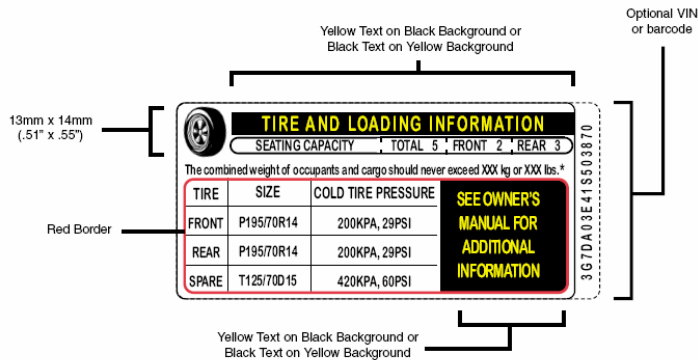 Optional VIN
or barcode
Yellow Text on Black Background or
Black Text on Yellow Background
13mm x 14mm
(.51" x .55")
TIRE AND LOADING INFORMATION
SEATING CAPACITY TOTAL 5 FRONT 2 REAR 3
The combined weight of occupants and cargo should never exceed XXX kg or XXX lbs.*
TIRE SIZE COLD TIRE PRESSURE
FRONT P195/70R14 200KPA, 29PSI
REAR P195/70R14 200KPA, 29PSI
SPARE T125/70D15 420KPA, 60PSI
SEE OWNER'S
MANUAL FOR
ADDITIONAL
INFORMATION
3G7DA03E41S503870
Red Border
Yellow Text on Black Background or
Black Text on Yellow Background